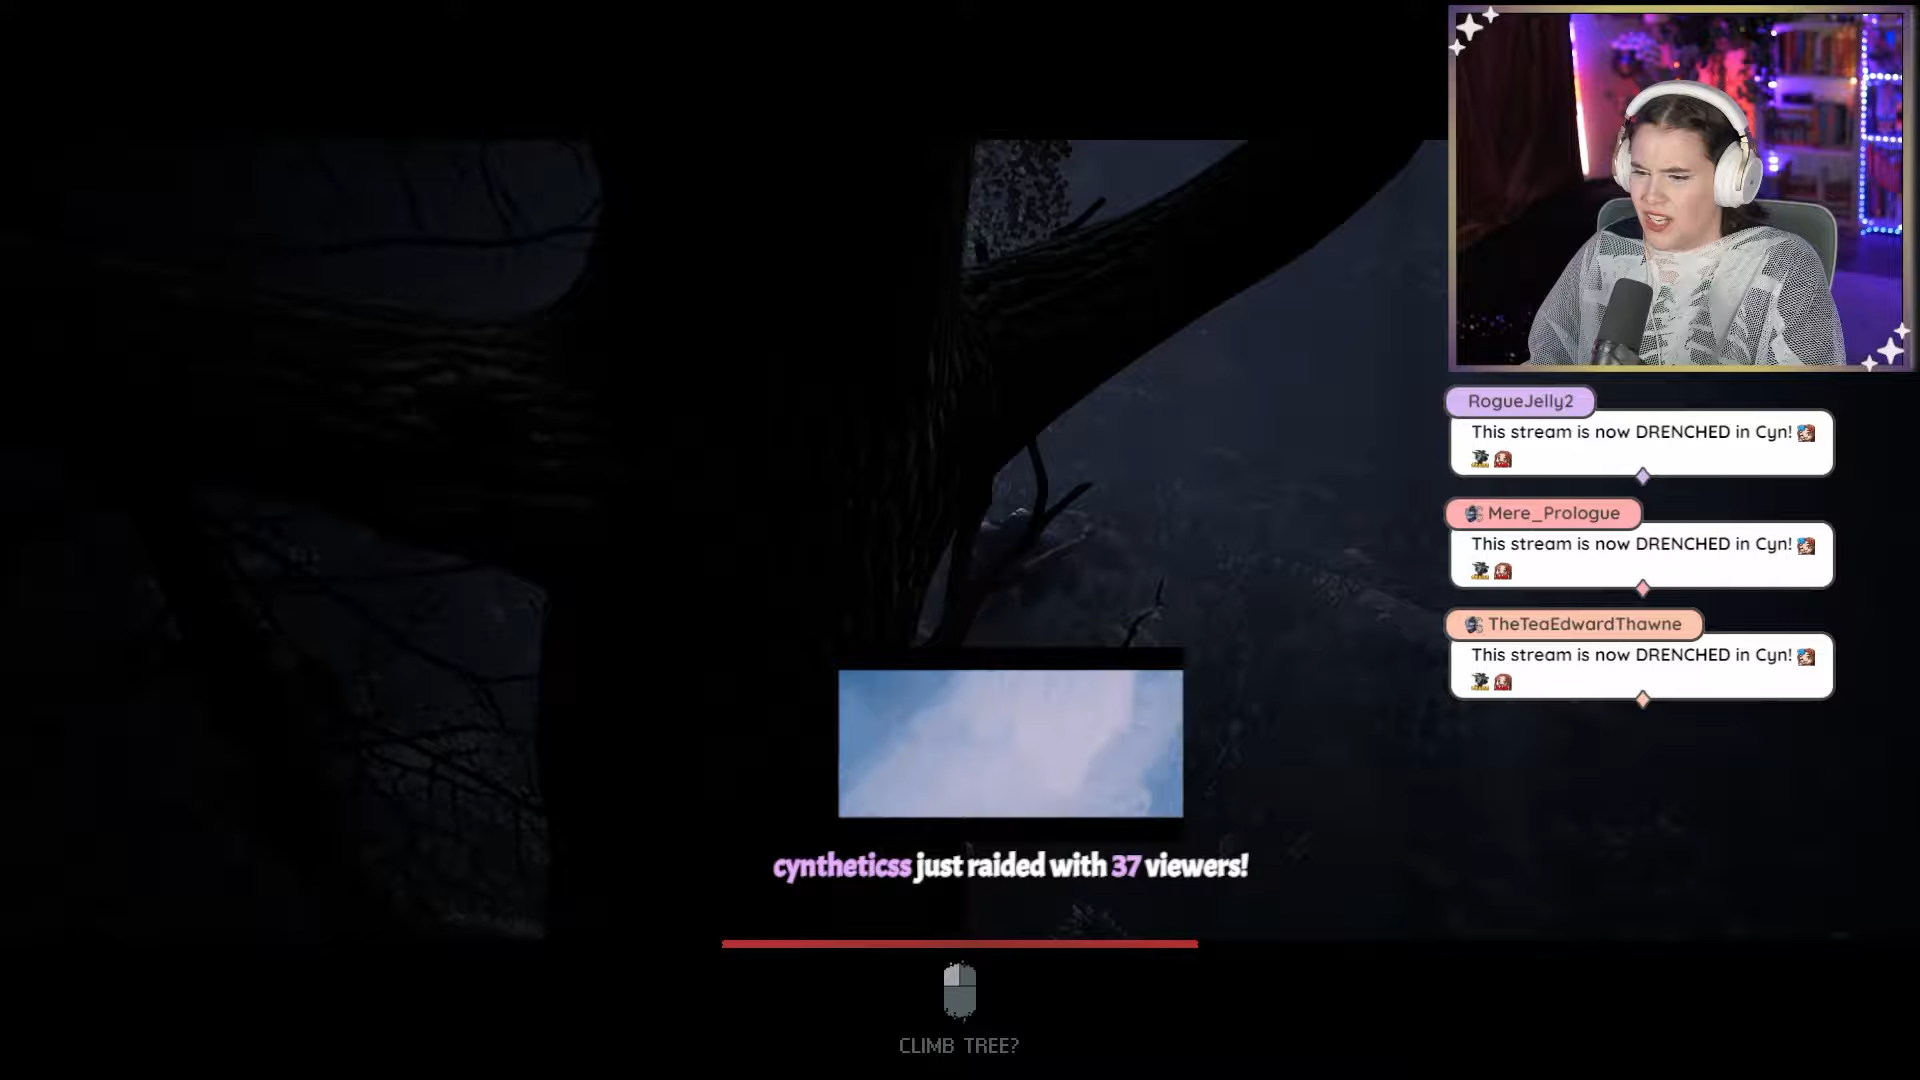 RogueJelly2
This stream is now DRENCHED in Cyn!
Mere_Prologue
This stream is now DRENCHED in Cyn!
TheTeaEdwardThawne
This stream is now DRENCHED in Cyn!
cyntheticss just raided with 37 viewers!
CLIMB TREE?